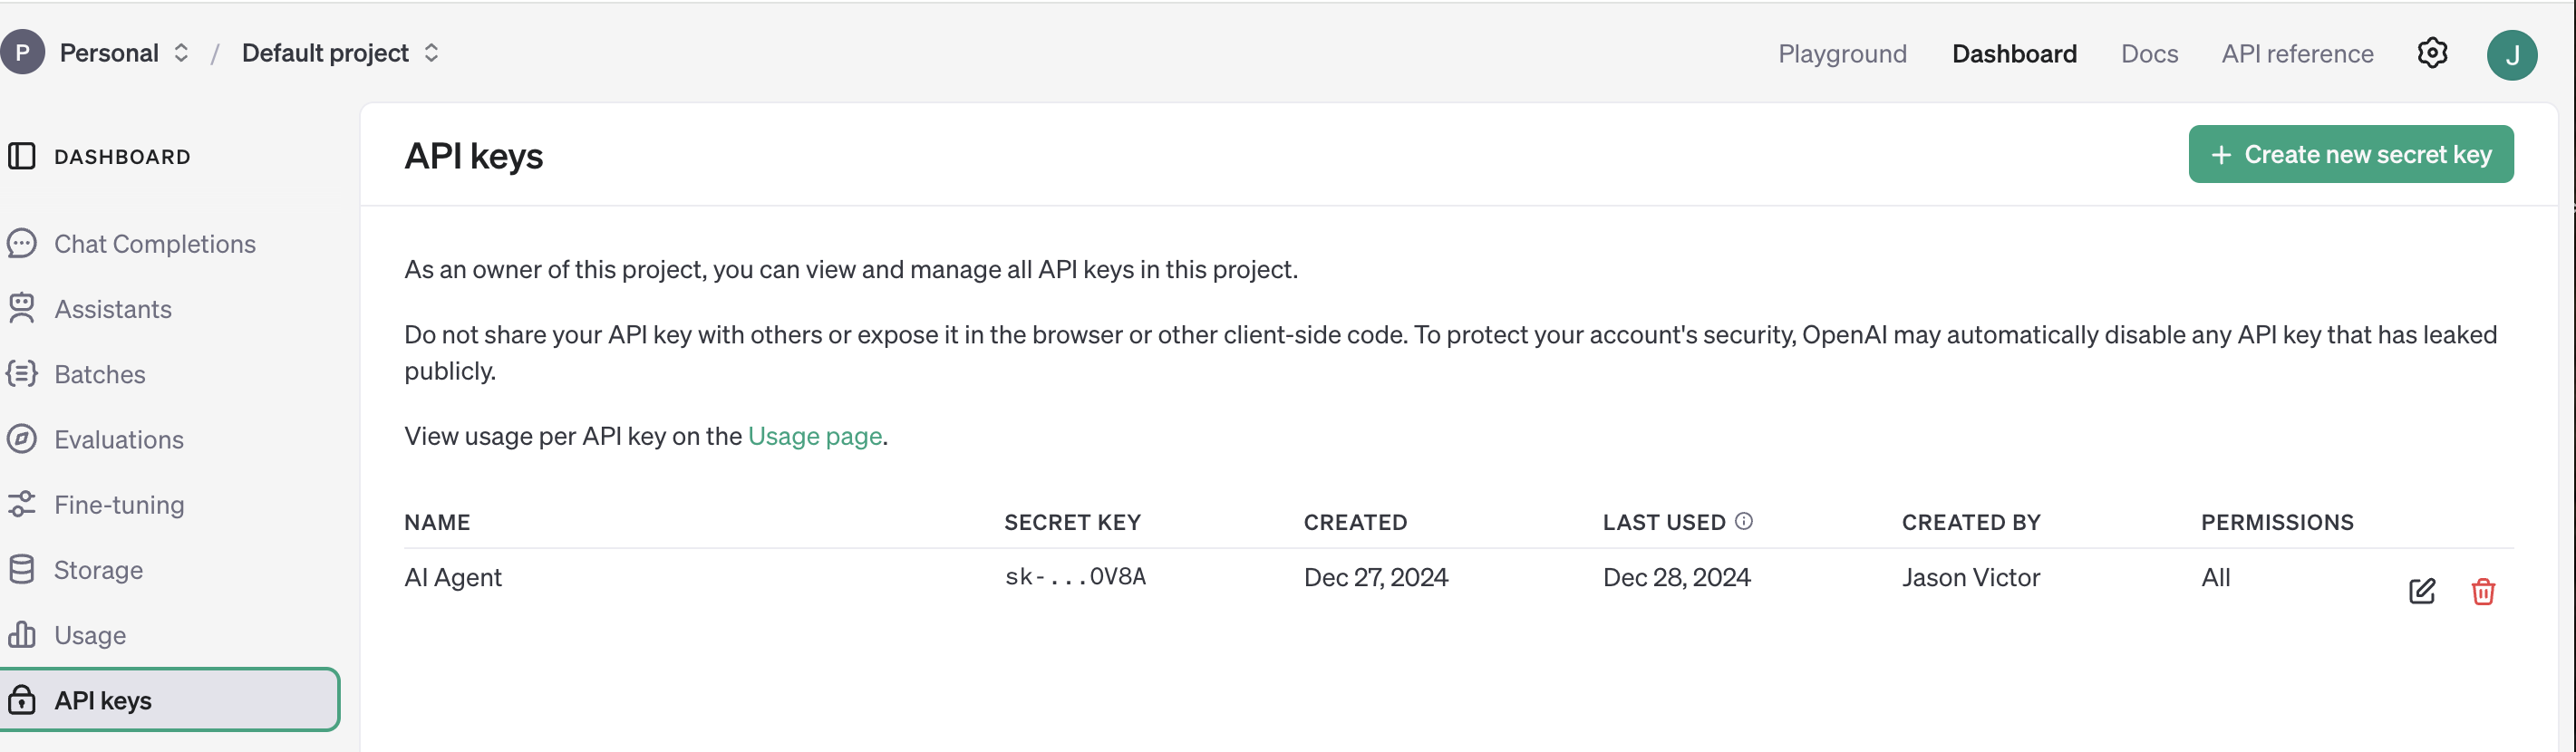 P Personal / Default project
Playground Dashboard Docs API reference J
DASHBOARD
Chat Completions
Assistants
Batches
Evaluations
Fine-tuning
Storage
Usage
API keys
API keys
+ Create new secret key
As an owner of this project, you can view and manage all API keys in this project.
Do not share your API key with others or expose it in the browser or other client-side code. To protect your account's security, OpenAI may automatically disable any API key that has leaked
publicly.
View usage per API key on the Usage page.
NAME SECRET KEY CREATED LAST USED CREATED BY PERMISSIONS
AI Agent sk-...OV8A Dec 27, 2024 Dec 28, 2024 Jason Victor All